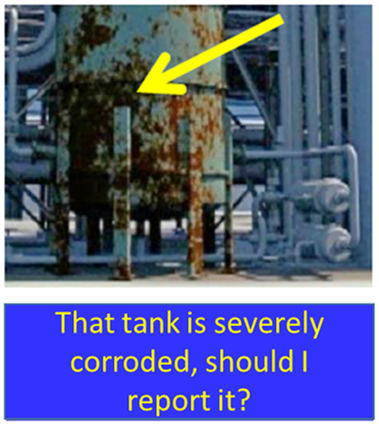 That tank is severely
corroded, should I
report it?